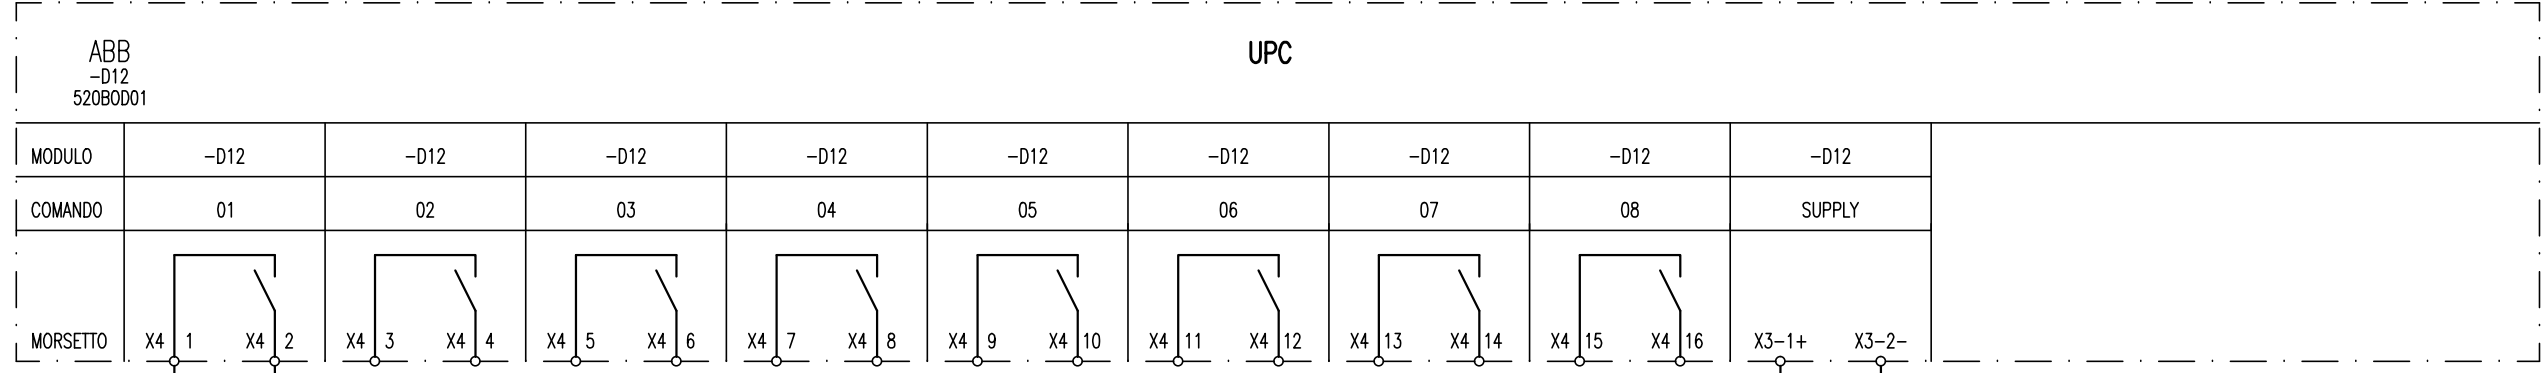 UPC
ABB
-D12
520BOD01
MODULO -D12 -D12 -D12 -D12 -D12 -D12 -D12 -D12 -D12
COMANDO 01 02 03 04 05 06 07 08 SUPPLY
MORSETTO X4 1 X4 2 X4 3 X4 4 X4 5 X4 6 X4 7 X4 8 X4 9 X4 10 X4 11 X4 12 X4 13 X4 14 X4 15 X4 16 X3-1+ X3-2-